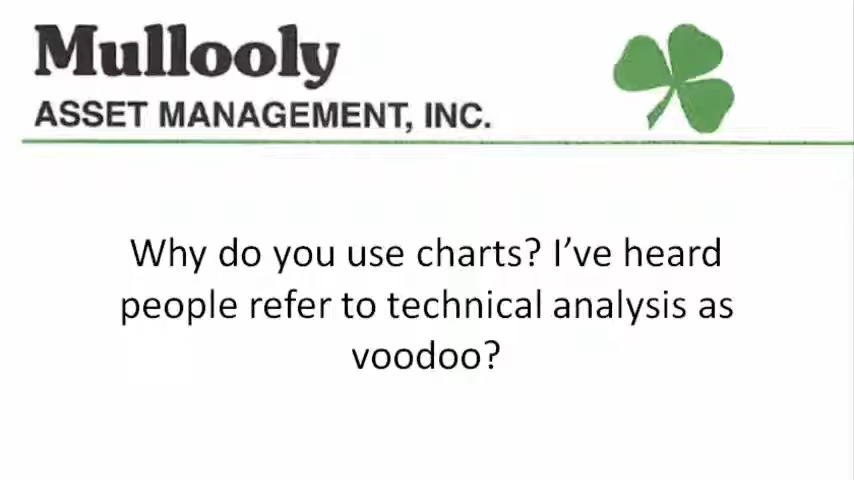 Mullooly
ASSET MANAGEMENT, INC.
Why do you use charts? I’ve heard
people refer to technical analysis as
voodoo?